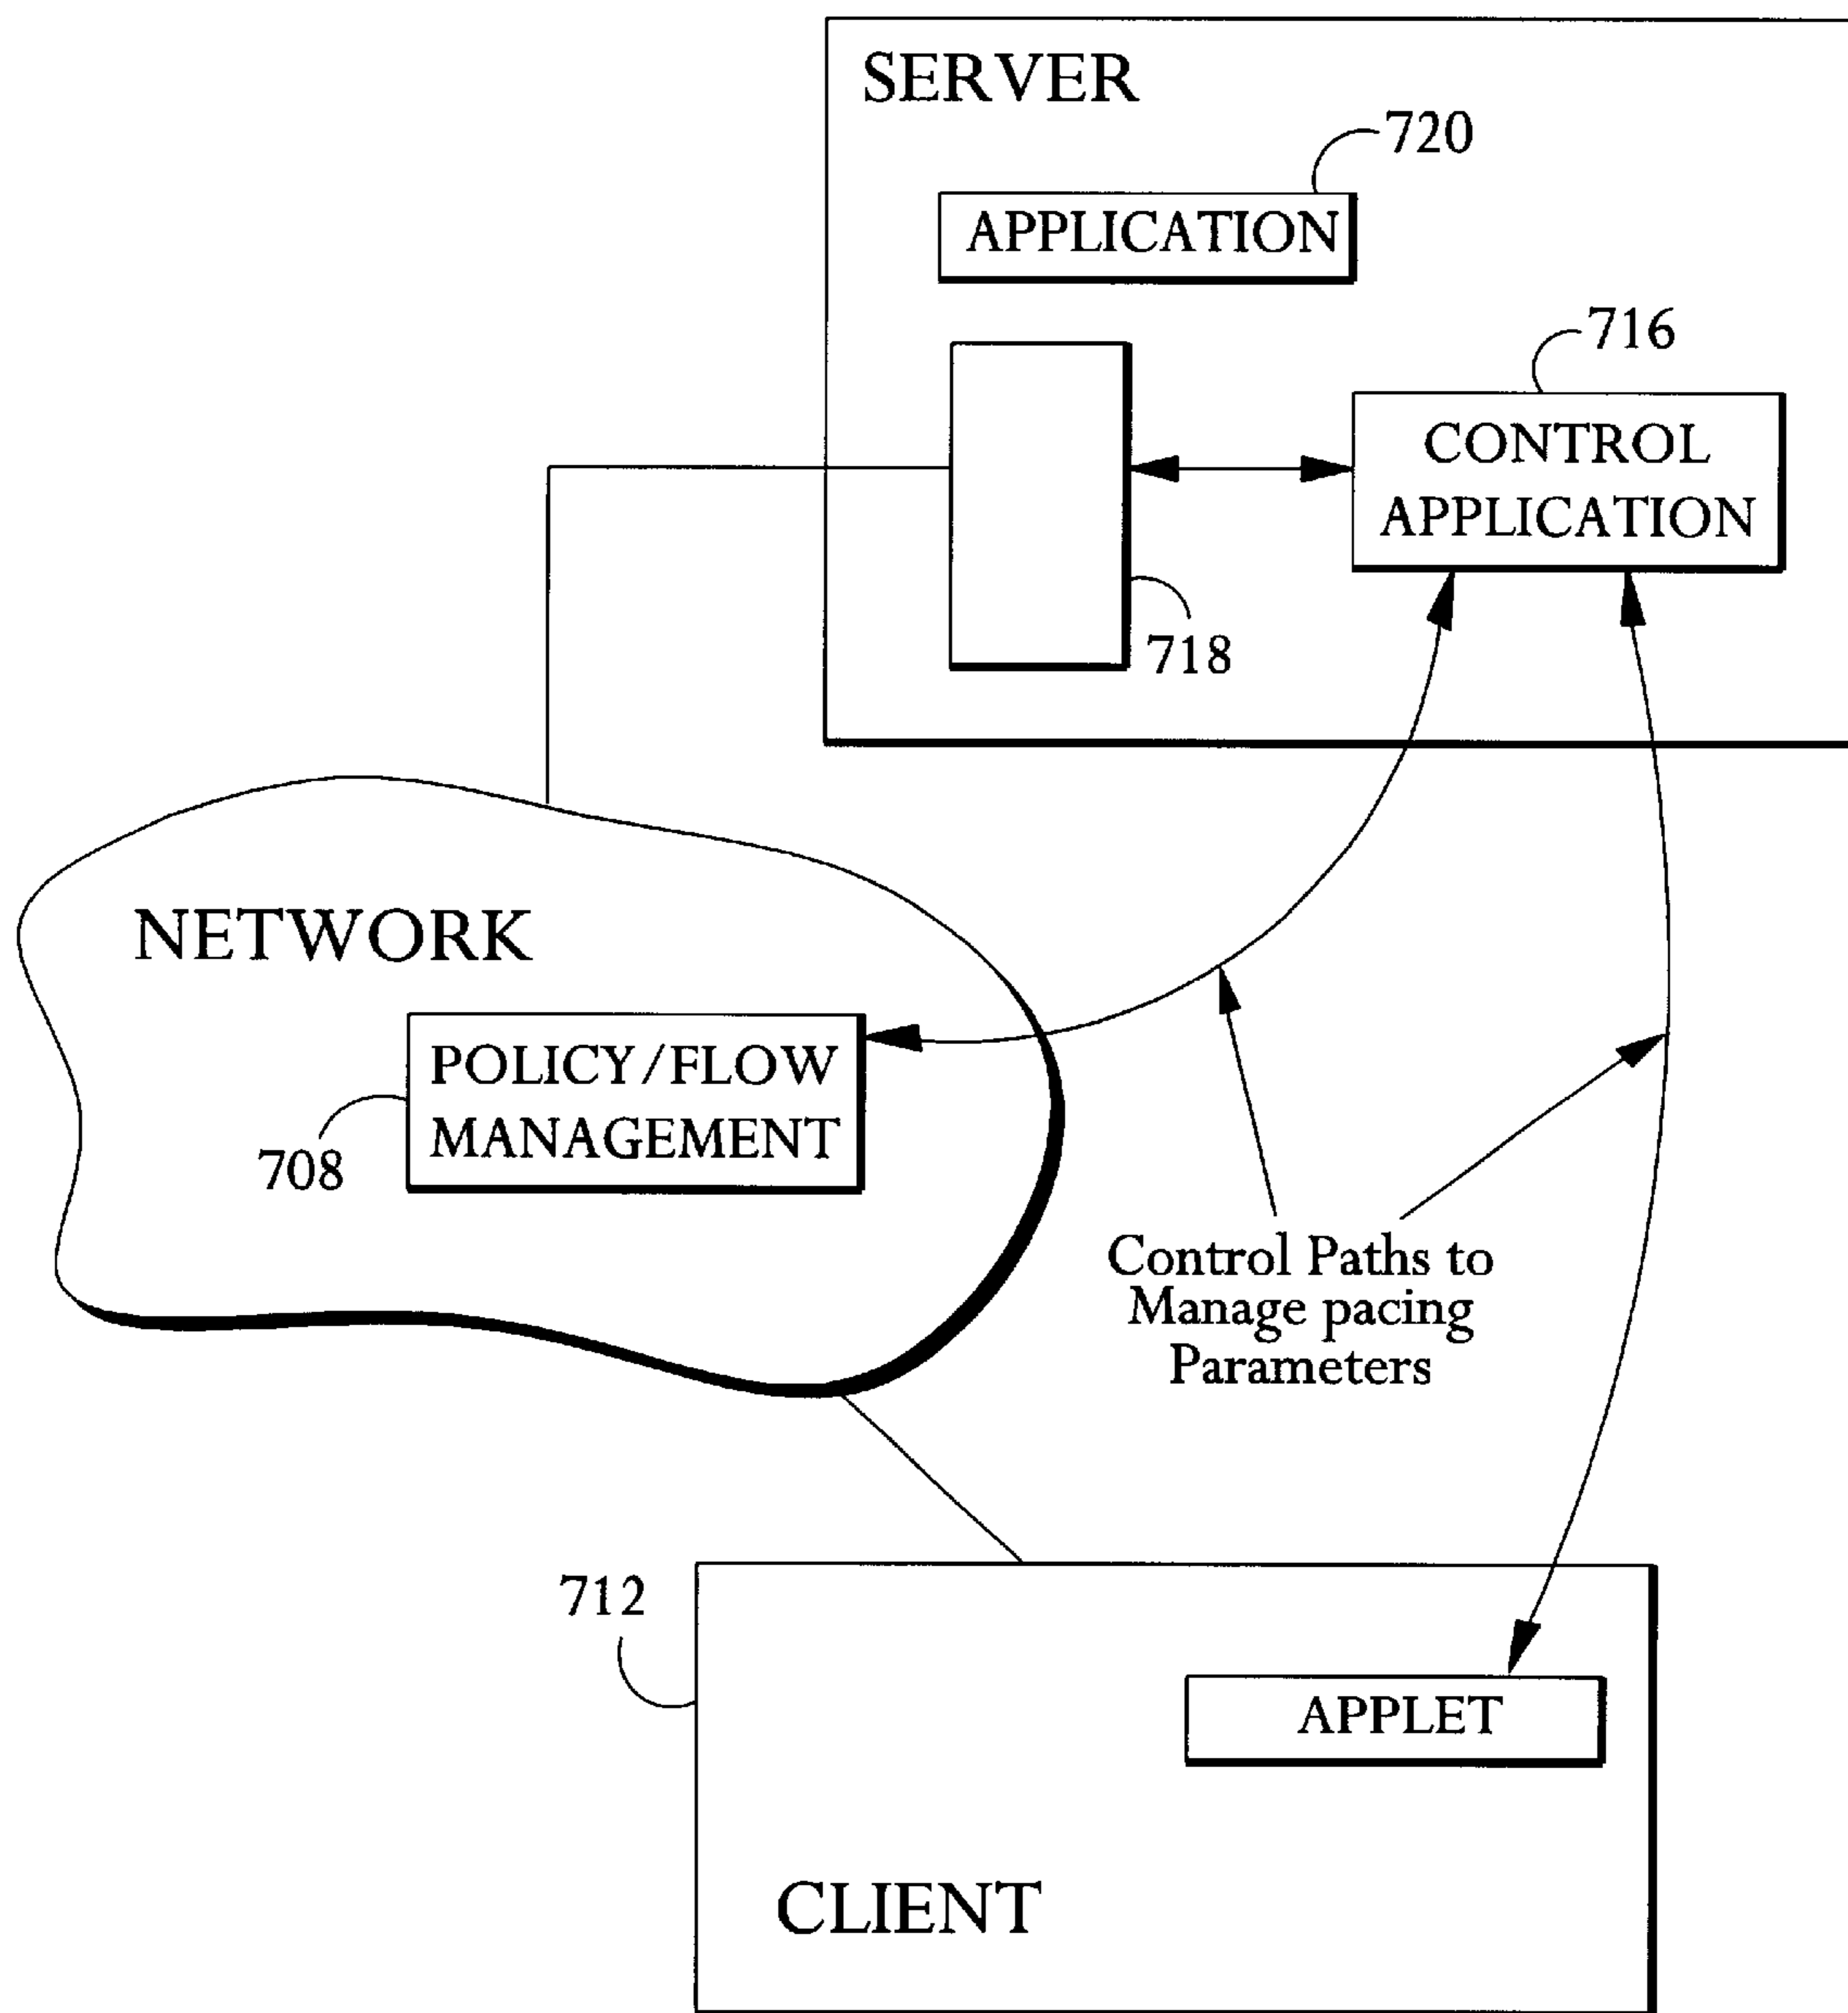 SERVER
720
APPLICATION
716
CONTROL
APPLICATION
718
NETWORK
POLICY/FLOW
MANAGEMENT
708
Control Paths to
Manage pacing
Parameters
712
APPLET
CLIENT